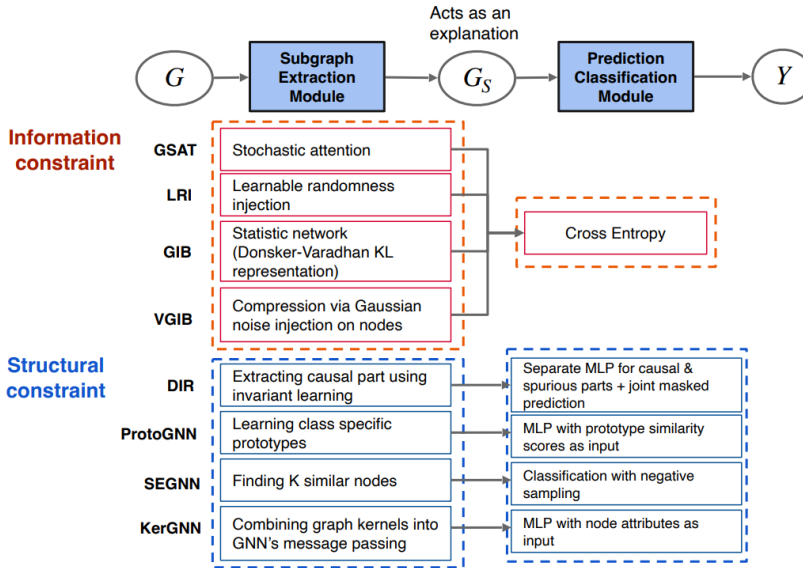 Acts as an
explanation
G
Subgraph
Extraction
Module
G_S
Prediction
Classification
Module
Y
Information
constraint
GSAT
Stochastic attention
LRI
Learnable randomness
injection
GIB
Statistic network
(Donsker-Varadhan KL
representation)
VGIB
Compression via Gaussian
noise injection on nodes
Cross Entropy
Structural
constraint
DIR
Extracting causal part using
invariant learning
Separate MLP for causal &
spurious parts + joint masked
prediction
ProtoGNN
Learning class specific
prototypes
MLP with prototype similarity
scores as input
SEGNN
Finding K similar nodes
Classification with negative
sampling
KerGNN
Combining graph kernels into
GNN's message passing
MLP with node attributes as
input